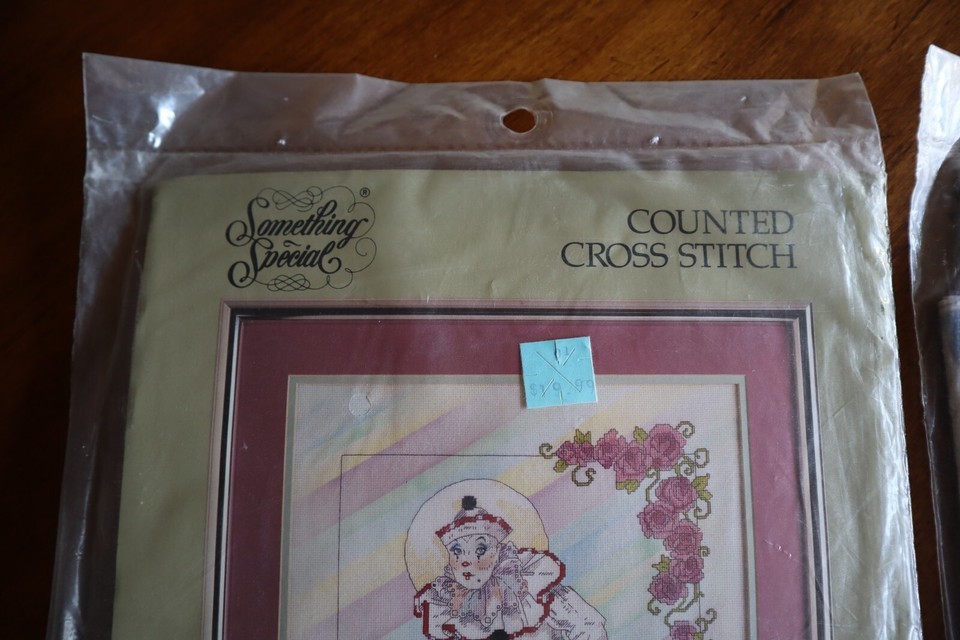 Something
Special
®
COUNTED
CROSS STITCH